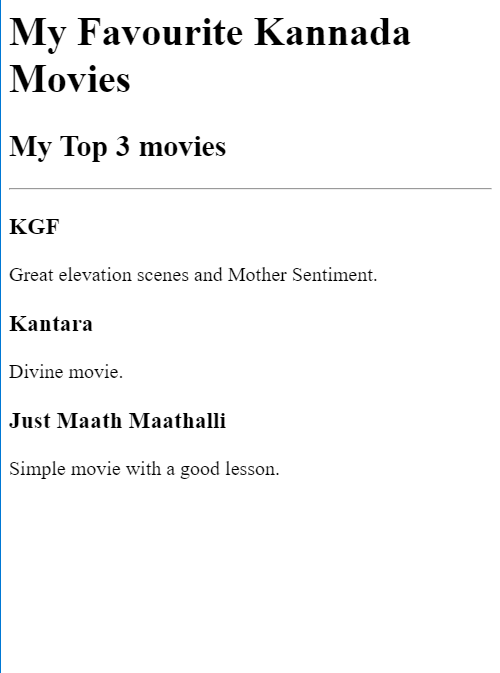 My Favourite Kannada
Movies
My Top 3 movies
KGF
Great elevation scenes and Mother Sentiment.
Kantara
Divine movie.
Just Maath Maathalli
Simple movie with a good lesson.